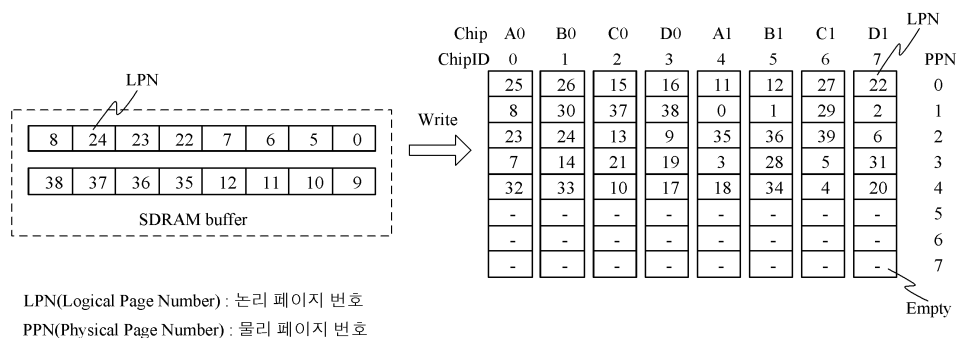 Chip A0 B0 C0 D0 A1 B1 C1 D1 LPN
ChipID 0 1 2 3 4 5 6 7 PPN
25 26 15 16 11 12 27 22 0
8 30 37 38 0 1 29 2 1
23 24 13 9 35 36 39 6 2
7 14 21 19 3 28 5 31 3
32 33 10 17 18 34 4 20 4
- - - - - - - - 5
- - - - - - - - 6
- - - - - - - - 7
Empty
LPN
8 24 23 22 7 6 5 0
38 37 36 35 12 11 10 9
SDRAM buffer
Write
LPN(Logical Page Number) : 논리 페이지 번호
PPN(Physical Page Number) : 물리 페이지 번호